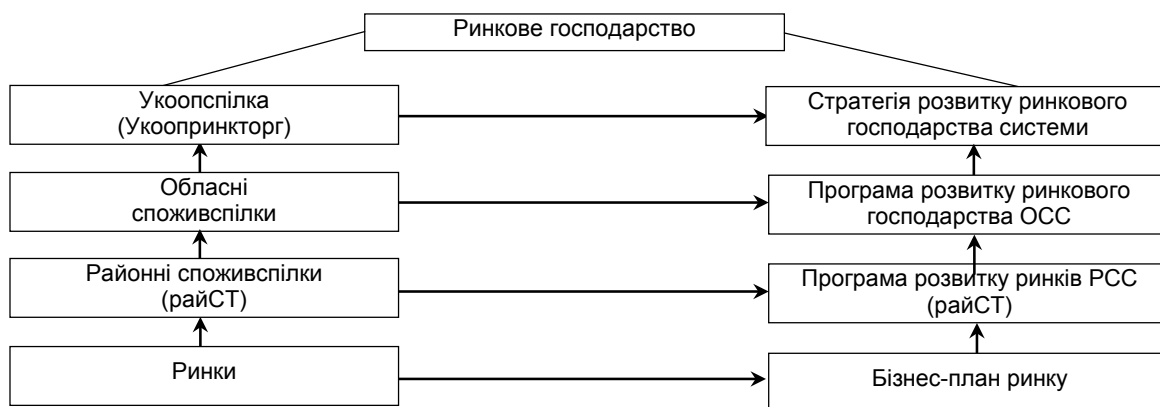 Ринкове господарство
Укоопспілка
(Укоопринкторг)
Стратегія розвитку ринкового
господарства системи
Обласні
споживспілки
Програма розвитку ринкового
господарства ОСС
Районні споживспілки
(райСТ)
Програма розвитку ринків РСС
(райСТ)
Ринки
Бізнес-план ринку